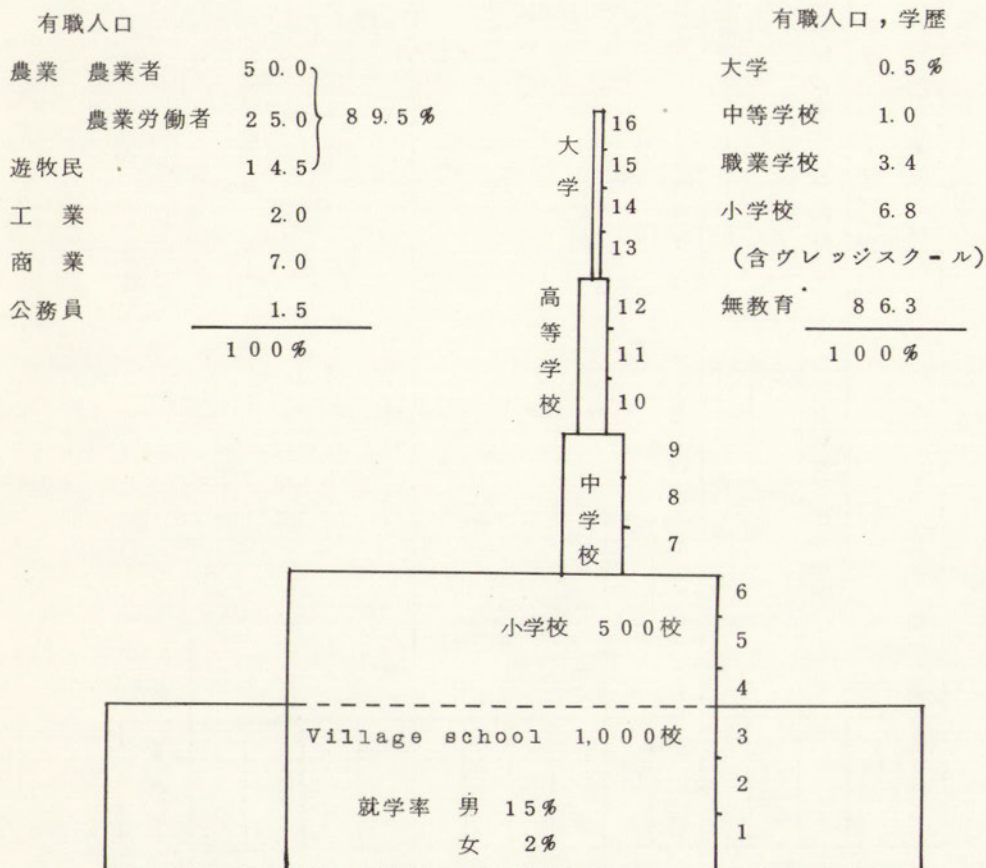 有職人口
農業 農業者 50.0
農業労働者 25.0
89.5%
遊牧民 14.5
工業 2.0
商業 7.0
公務員 1.5
100%
有職人口,学歴
大学 0.5%
中等学校 1.0
職業学校 3.4
小学校 6.8
(含ヴレッジスクール)
無教育 86.3
100%
大学
16
15
14
13
高等学校
12
11
10
中学校
9
8
7
6
小学校 500校
5
4
Village school 1,000校
3
2
就学率 男 15%
女 2%
1